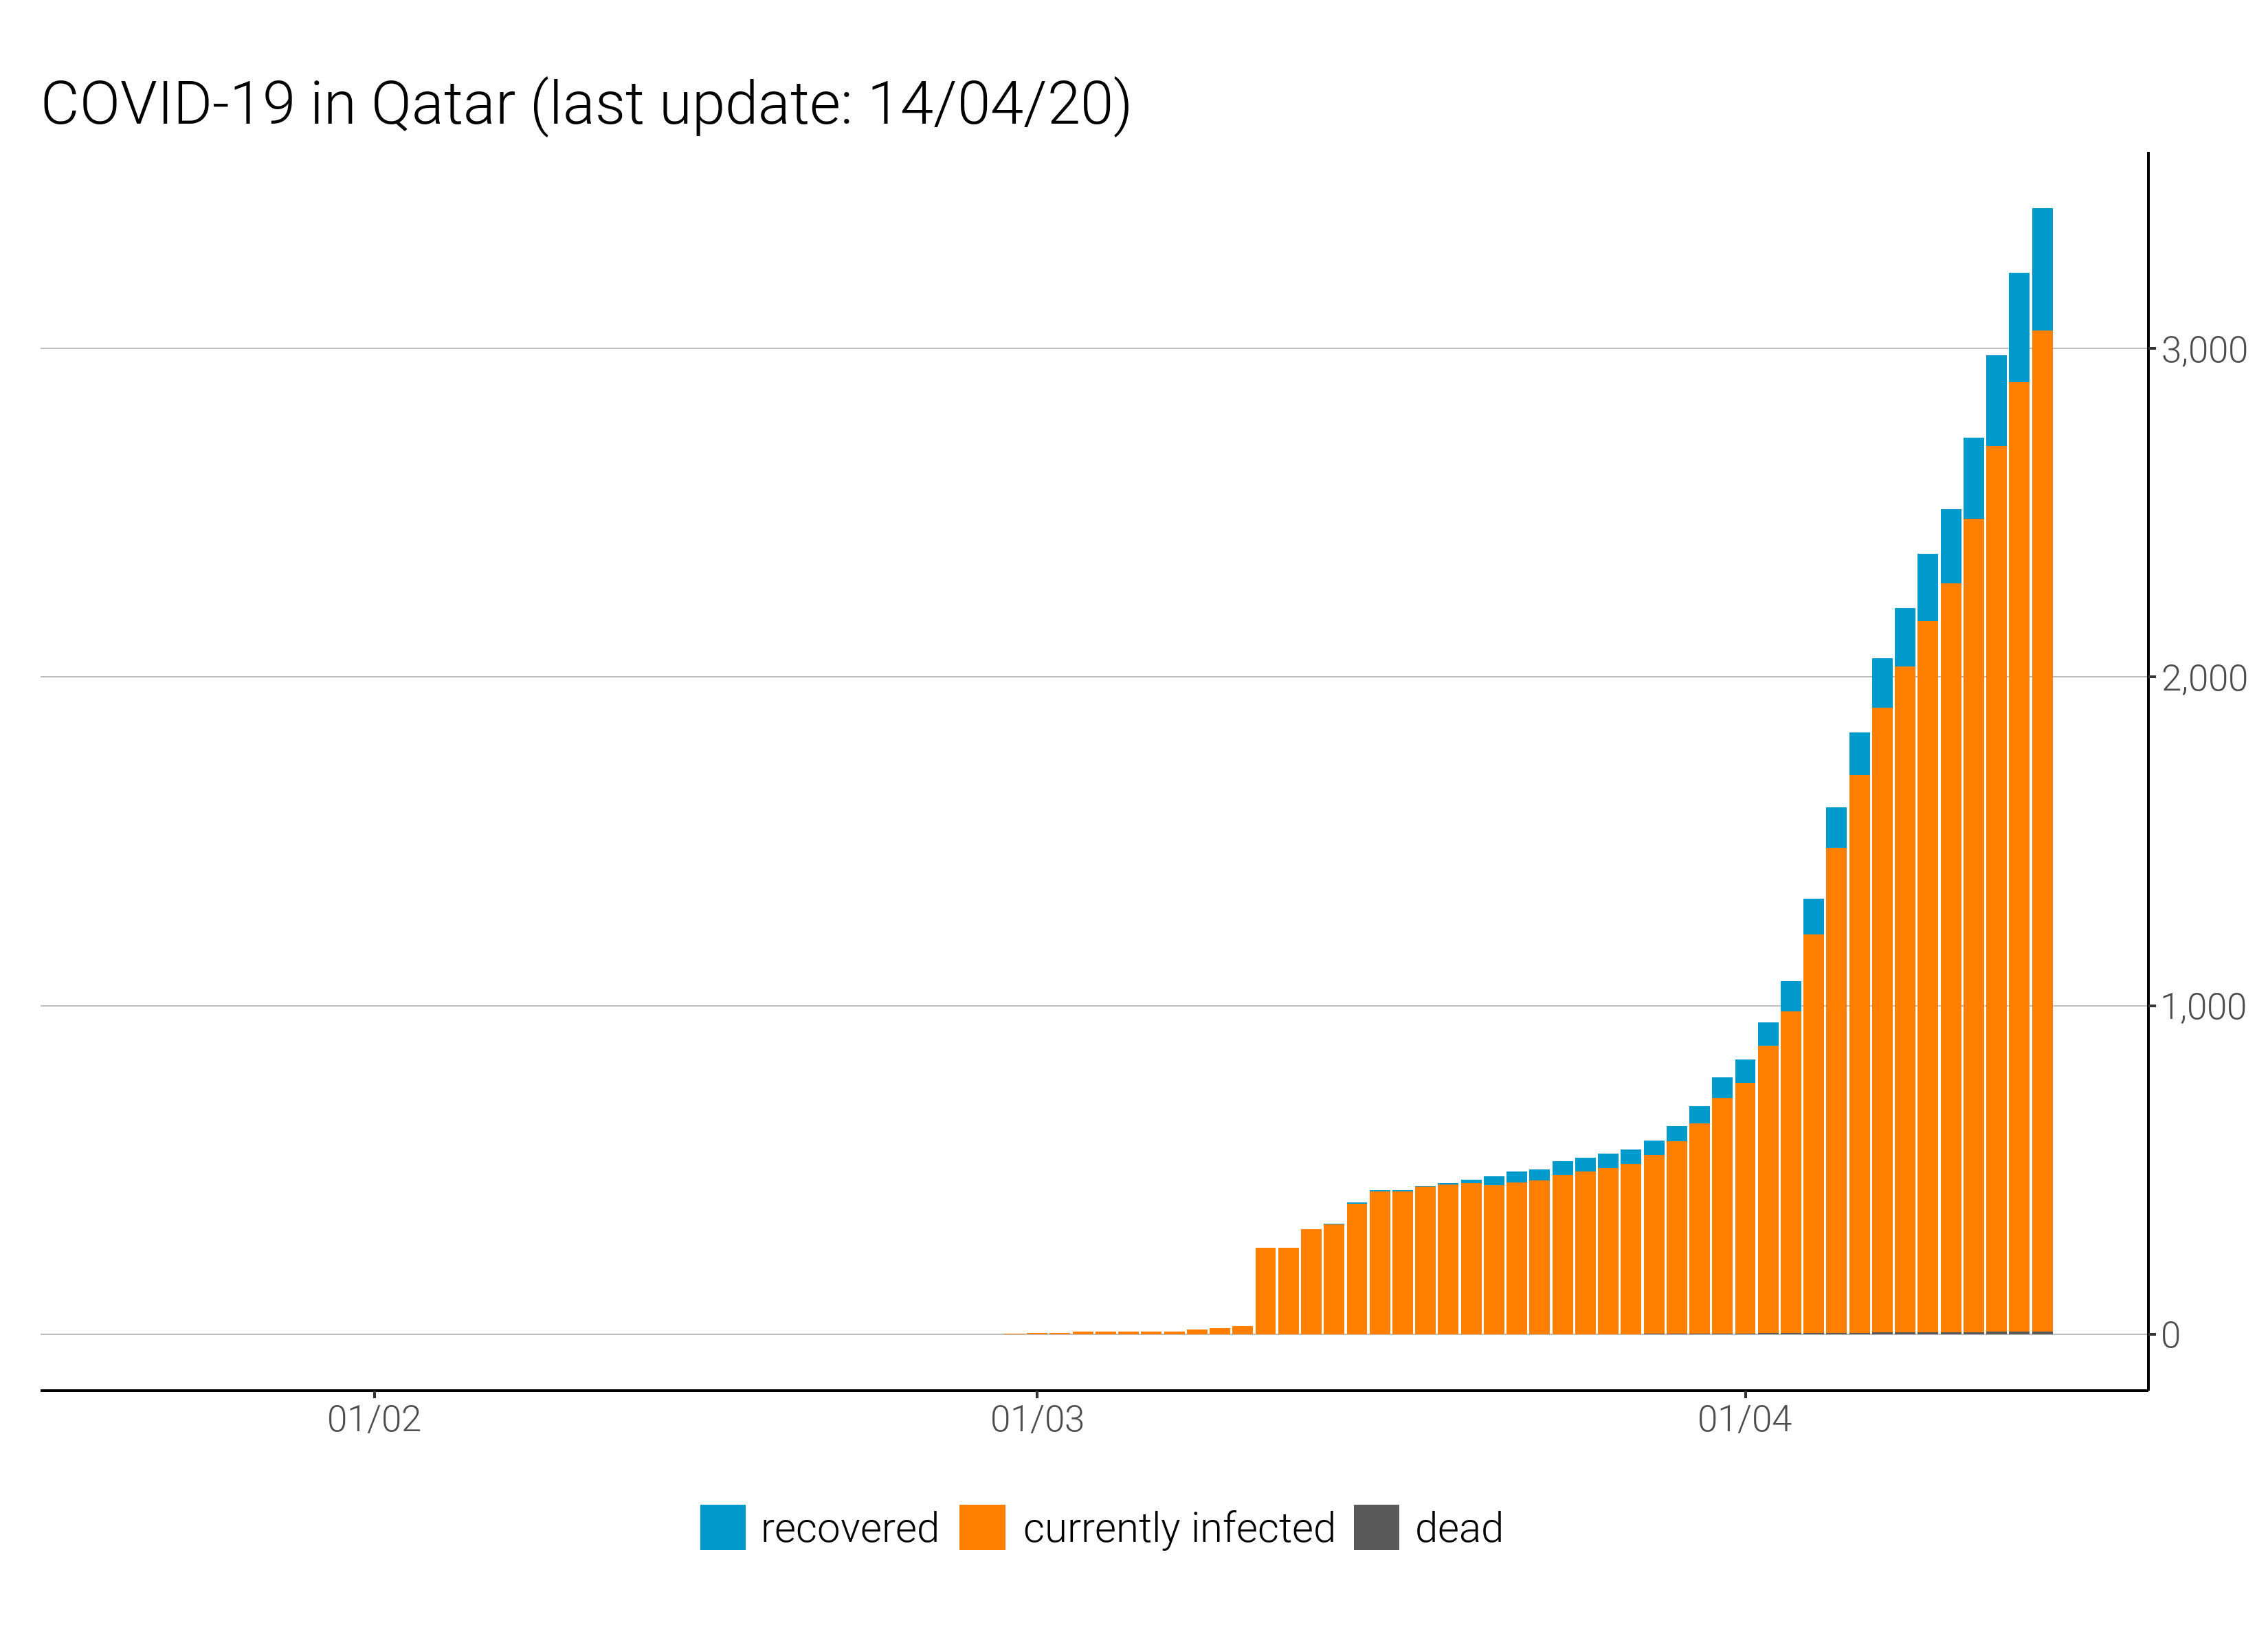 COVID-19 in Qatar (last update: 14/04/20)
3,000
2,000
1,000
0
01/02 01/03 01/04
recovered currently infected dead